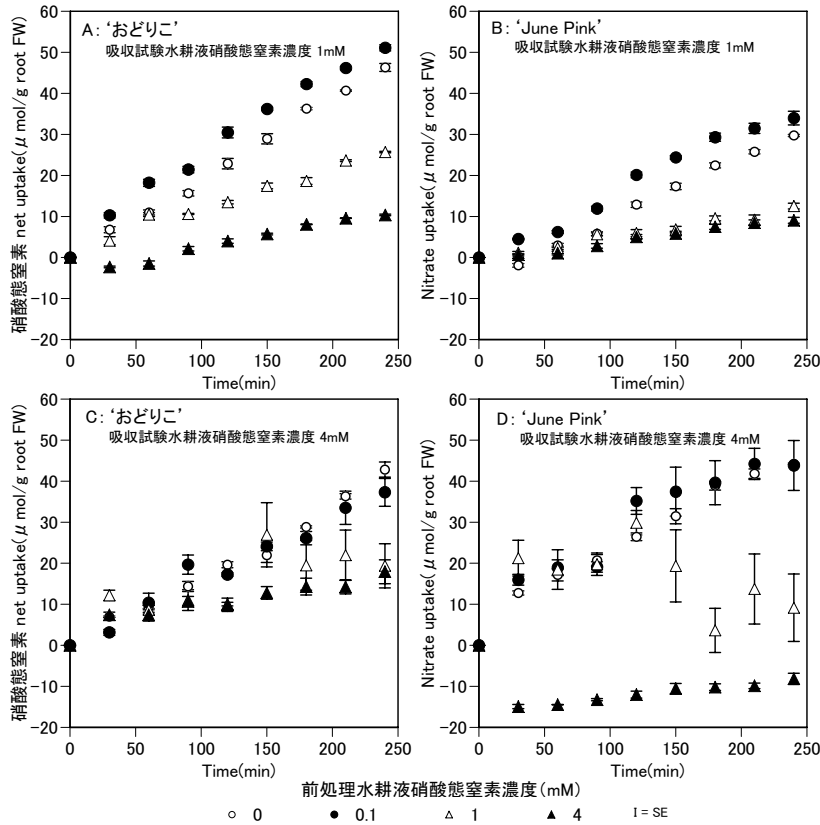 A: ‘おどりこ’
吸収試験水耕液硝酸態窒素濃度 1mM
硝酸態窒素 net uptake(μ mol/g root FW)
60
50
40
30
20
10
0
−10
−20
0 50 100 150 200 250
Time(min)
B: ‘June Pink’
吸収試験水耕液硝酸態窒素濃度 1mM
Nitrate uptake(μ mol/g root FW)
60
50
40
30
20
10
0
−10
−20
0 50 100 150 200 250
Time(min)
C: ‘おどりこ’
吸収試験水耕液硝酸態窒素濃度 4mM
硝酸態窒素 net uptake(μ mol/g root FW)
60
50
40
30
20
10
0
−10
−20
0 50 100 150 200 250
Time(min)
D: ‘June Pink’
吸収試験水耕液硝酸態窒素濃度 4mM
Nitrate uptake(μ mol/g root FW)
60
50
40
30
20
10
0
−10
−20
0 50 100 150 200 250
Time(min)
前処理水耕液硝酸態窒素濃度(mM)
○ 0 ● 0.1 △ 1 ▲ 4 I = SE